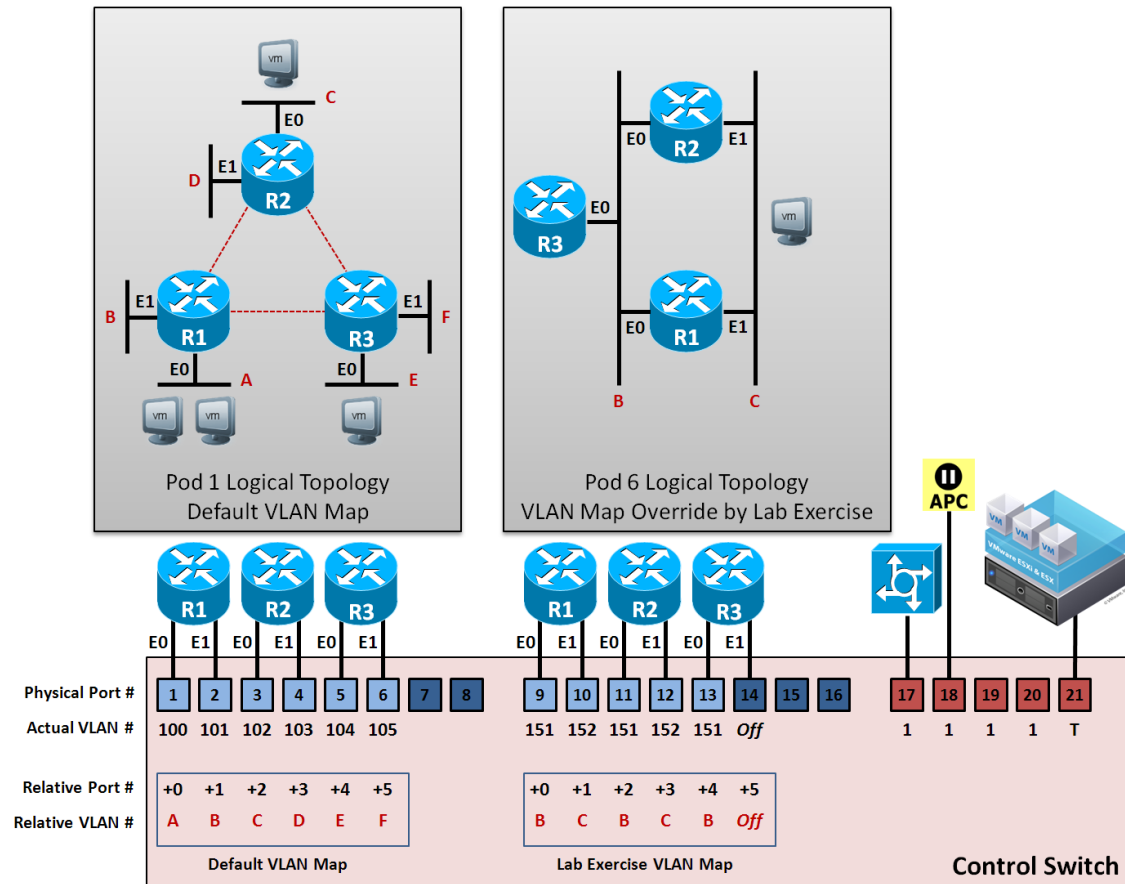 vm
C
E0
E1
D
R2
B
E1
R1
R3
E1
F
E0
A
E0
E
vm
vm
vm
Pod 1 Logical Topology
Default VLAN Map
E0
R2
E1
R3
E0
vm
E0
R1
E1
B
C
Pod 6 Logical Topology
VLAN Map Override by Lab Exercise
APC
VM
VM
VM
VMware ESXi & ESX
R1
R2
R3
R1
R2
R3
E0 E1 E0 E1 E0 E1
E0 E1 E0 E1 E0 E1
Physical Port # 1 2 3 4 5 6 7 8 9 10 11 12 13 14 15 16 17 18 19 20 21
Actual VLAN # 100 101 102 103 104 105 151 152 151 152 151 Off 1 1 1 1 T
Relative Port # +0 +1 +2 +3 +4 +5 +0 +1 +2 +3 +4 +5
Relative VLAN # A B C D E F B C B C B Off
Default VLAN Map
Lab Exercise VLAN Map
Control Switch